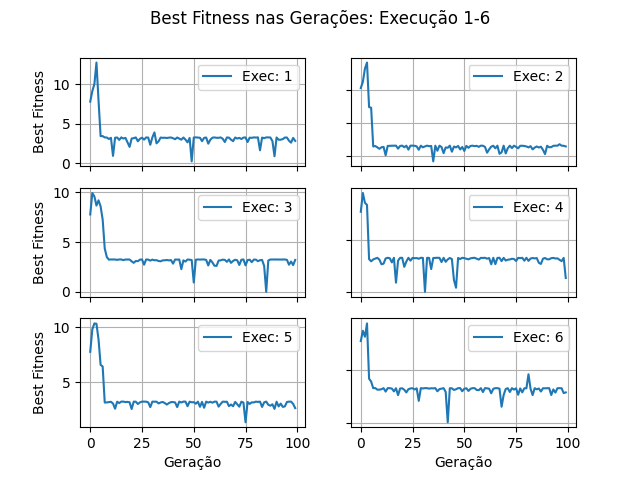 Best Fitness nas Gerações: Execução 1-6
Best Fitness
10
5
0
Exec: 1
Exec: 2
Best Fitness
10
5
0
Exec: 3
Exec: 4
Best Fitness
10
5
Exec: 5
Exec: 6
0 25 50 75 100
0 25 50 75 100
Geração
Geração